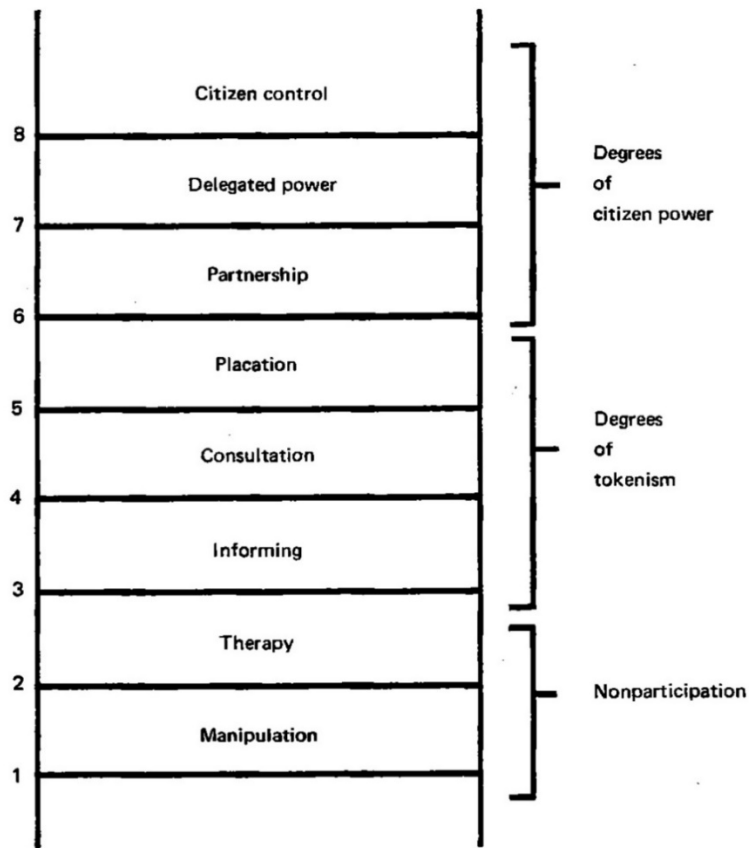 Citizen control
8
Delegated power
7
Partnership
6
Placation
5
Consultation
4
Informing
3
Therapy
2
Manipulation
1
Degrees
of
citizen power
Degrees
of
tokenism
Nonparticipation